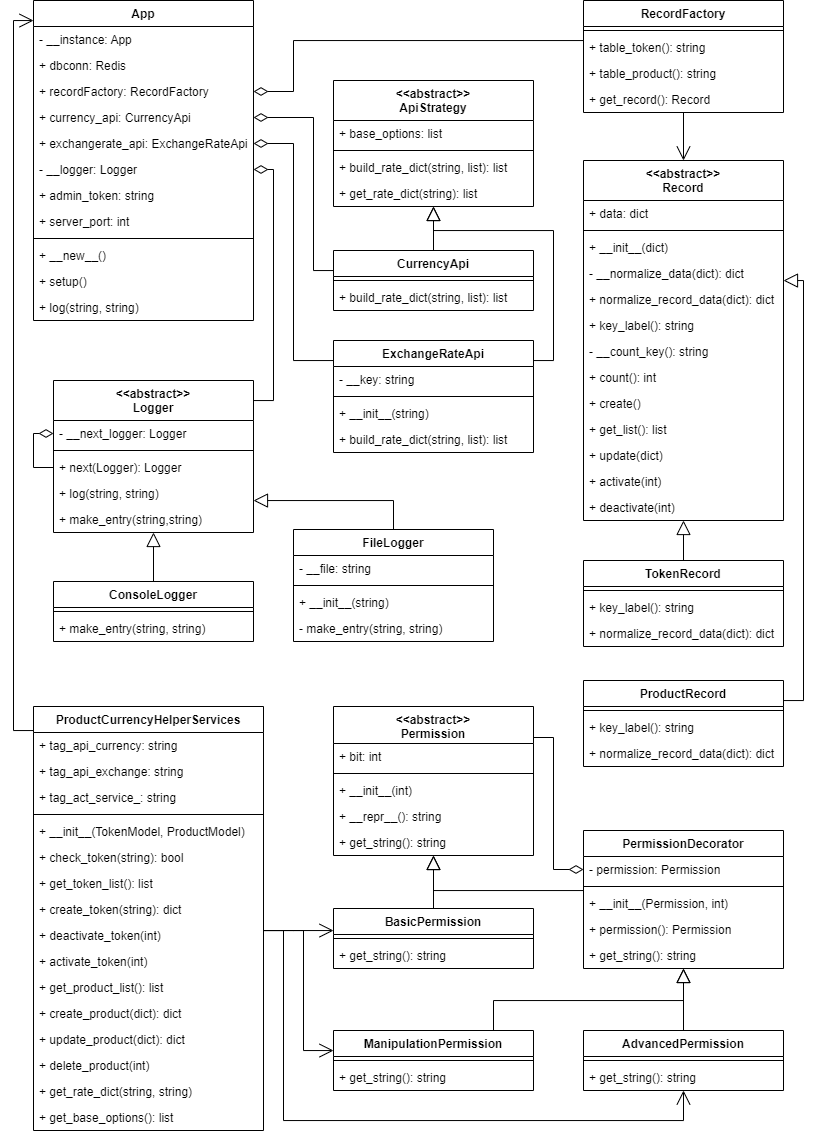 App
- __instance: App
+ dbconn: Redis
+ recordFactory: RecordFactory
+ currency_api: CurrencyApi
+ exchangerate_api: ExchangeRateApi
- __logger: Logger
+ admin_token: string
+ server_port: int
+ __new__()
+ setup()
+ log(string, string)
RecordFactory
+ table_token(): string
+ table_product(): string
+ get_record(): Record
<<abstract>>
ApiStrategy
+ base_options: list
+ build_rate_dict(string, list): list
+ get_rate_dict(string): list
CurrencyApi
+ build_rate_dict(string, list): list
ExchangeRateApi
- __key: string
+ __init__(string)
+ build_rate_dict(string, list): list
<<abstract>>
Record
+ data: dict
+ __init__(dict)
- __normalize_data(dict): dict
+ normalize_record_data(dict): dict
+ key_label(): string
- __count_key(): string
+ count(): int
+ create()
+ get_list(): list
+ update(dict)
+ activate(int)
+ deactivate(int)
<<abstract>>
Logger
- __next_logger: Logger
+ next(Logger): Logger
+ log(string, string)
+ make_entry(string,string)
FileLogger
- __file: string
+ __init__(string)
- make_entry(string, string)
ConsoleLogger
+ make_entry(string, string)
TokenRecord
+ key_label(): string
+ normalize_record_data(dict): dict
ProductRecord
+ key_label(): string
+ normalize_record_data(dict): dict
ProductCurrencyHelperServices
+ tag_api_currency: string
+ tag_api_exchange: string
+ tag_act_service_: string
+ __init__(TokenModel, ProductModel)
+ check_token(string): bool
+ get_token_list(): list
+ create_token(string): dict
+ deactivate_token(int)
+ activate_token(int)
+ get_product_list(): list
+ create_product(dict): dict
+ update_product(dict): dict
+ delete_product(int)
+ get_rate_dict(string, string)
+ get_base_options(): list
<<abstract>>
Permission
+ bit: int
+ __init__(int)
+ __repr__(): string
+ get_string(): string
PermissionDecorator
- permission: Permission
+ __init__(Permission, int)
+ permission(): Permission
+ get_string(): string
BasicPermission
+ get_string(): string
ManipulationPermission
+ get_string(): string
AdvancedPermission
+ get_string(): string